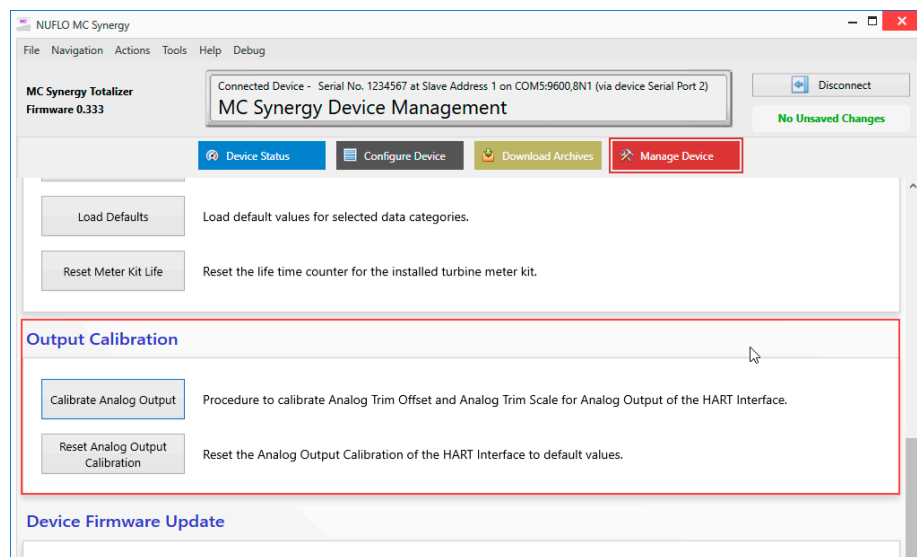 NUFLO MC Synergy
File Navigation Actions Tools Help Debug
MC Synergy Totalizer
Firmware 0.333
Connected Device - Serial No. 1234567 at Slave Address 1 on COM5:9600,8N1 (via device Serial Port 2)
MC Synergy Device Management
Disconnect
No Unsaved Changes
Device Status
Configure Device
Download Archives
Manage Device
Load Defaults
Load default values for selected data categories.
Reset Meter Kit Life
Reset the life time counter for the installed turbine meter kit.
Output Calibration
Calibrate Analog Output
Procedure to calibrate Analog Trim Offset and Analog Trim Scale for Analog Output of the HART Interface.
Reset Analog Output
Calibration
Reset the Analog Output Calibration of the HART Interface to default values.
Device Firmware Update